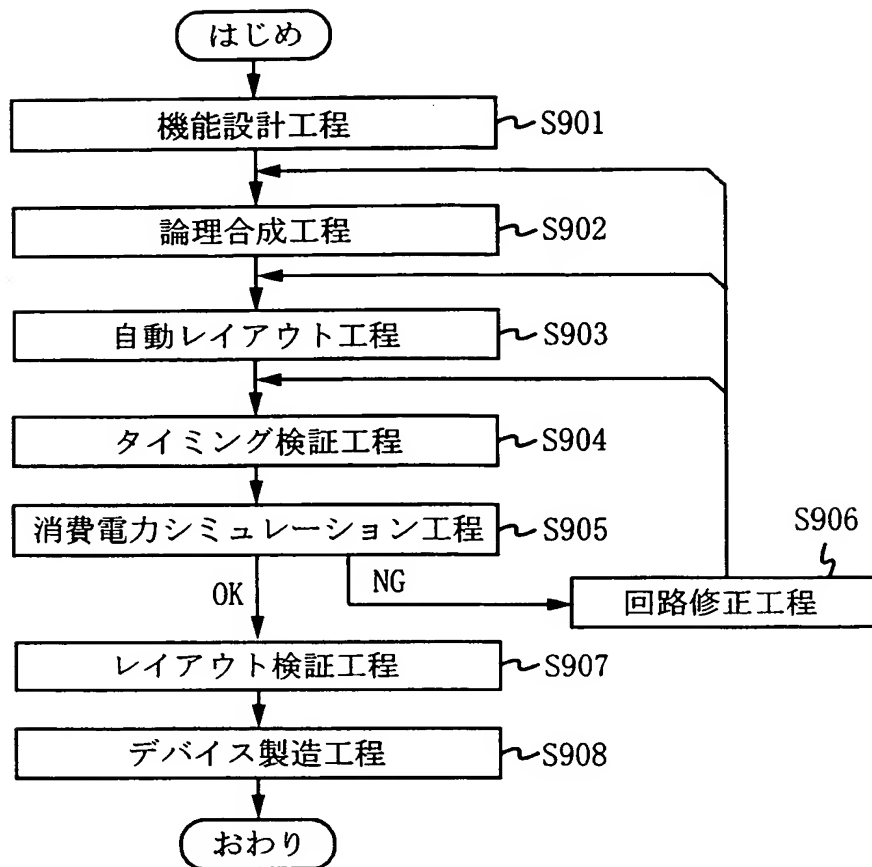 はじめ
機能設計工程 S901
論理合成工程 S902
自動レイアウト工程 S903
タイミング検証工程 S904
消費電力シミュレーション工程 S905
S906
OK NG
回路修正工程
レイアウト検証工程 S907
デバイス製造工程 S908
おわり